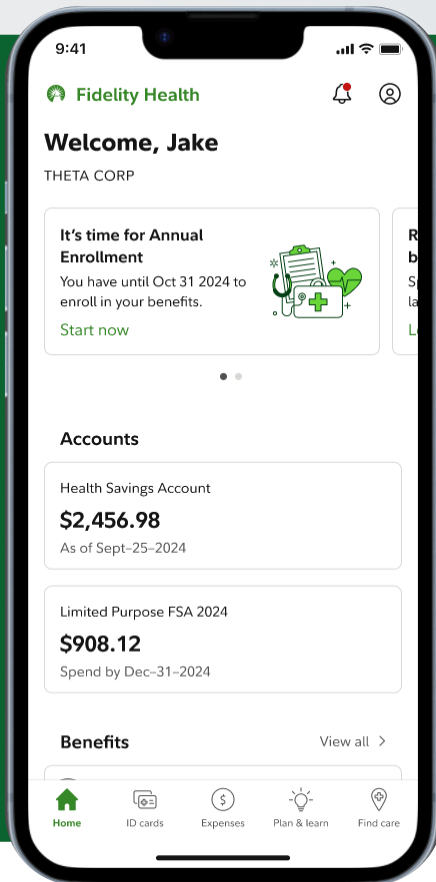 9:41
Fidelity Health
Welcome, Jake
THETA CORP
It's time for Annual
Enrollment
You have until Oct 31 2024 to
enroll in your benefits.
Start now
Accounts
Health Savings Account
$2,456.98
As of Sept-25-2024
Limited Purpose FSA 2024
$908.12
Spend by Dec-31-2024
Benefits
View all
Home
ID cards
Expenses
Plan & learn
Find care